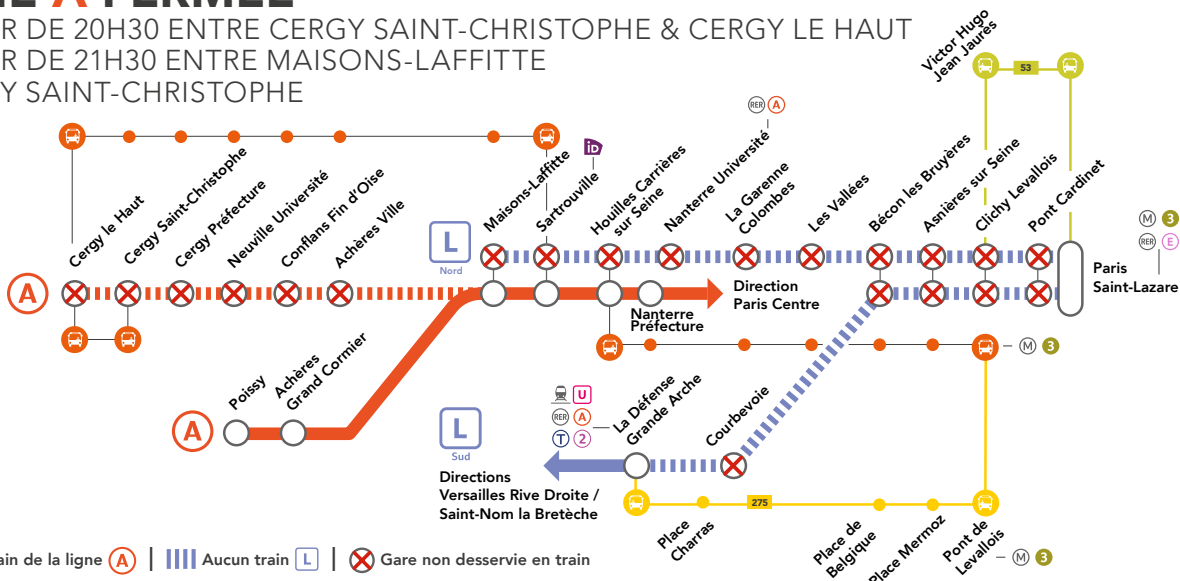 A FERMÉE
R DE 20H30 ENTRE CERGY SAINT-CHRISTOPHE & CERGY LE HAUT
R DE 21H30 ENTRE MAISONS-LAFFITTE
Y SAINT-CHRISTOPHE
Victor Hugo
Jean Jaurès
53
RER A
iD
Cergy le Haut
Cergy Saint-Christophe
Cergy Préfecture
Neuville Université
Conflans Fin d'Oise
Achères Ville
L
Nord
Maisons-Laffitte
Sartrouville
Houilles Carrières
sur Seine
Nanterre Université
La Garenne
Colombes
Les Vallées
Bécon les Bruyères
Asnières sur Seine
Clichy Levallois
Pont Cardinet
M 3
RER E
Paris
Saint-Lazare
A
Nanterre
Préfecture
Direction
Paris Centre
M 3
Poissy
Achères
Grand Cormier
A
L
Sud
U
RER A
T 2
La Défense
Grande Arche
Courbevoie
Directions
Versailles Rive Droite /
Saint-Nom la Bretèche
275
Place
Charras
Place de
Belgique
Place Mermoz
Pont de
Levallois
M 3
ain de la ligne A
Aucun train L
Gare non desservie en train